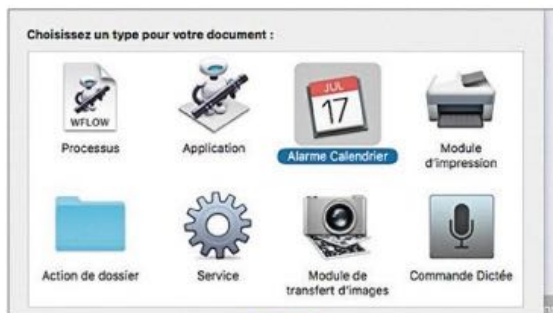 Choisissez un type pour votre document :
WFLOW
JUL
17
Processus
Application
Alarme Calendrier
Module
d'impression
Action de dossier
Service
Module de
transfert d'images
Commande Dictée